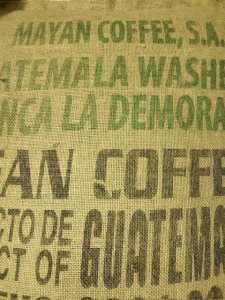 MAYAN COFFEE, S.A.
ATEMALA WASHE
NCA LA DEMORA
EAN COFFE
CTO DE
CT OF GUATEMA